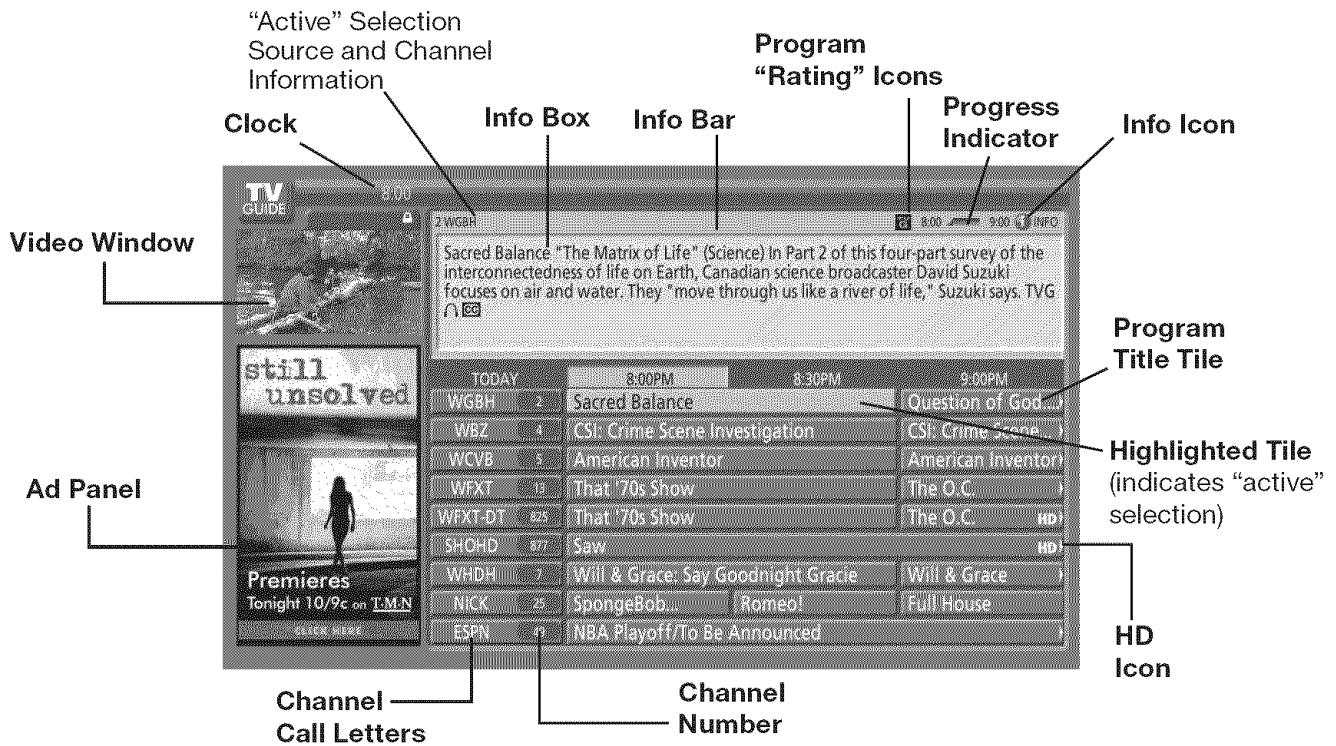 “Active” Selection
Source and Channel
Information
Clock
Info Box
Info Bar
Program
“Rating” Icons
Progress
Indicator
Info Icon
Video Window
Ad Panel
TV
GUIDE
8:00
2 WGBH
8:00 9:00 i INFO
Sacred Balance "The Matrix of Life" (Science) In Part 2 of this four-part survey of the
interconnectedness of life on Earth, Canadian science broadcaster David Suzuki
focuses on air and water. They "move through us like a river of life," Suzuki says. TVG
CC
still
unsolved
Premieres
Tonight 10/9c on T·M·N
CLICK HERE
TODAY 8:00PM 8:30PM 9:00PM
WGBH 2 Sacred Balance Question of God...
WBZ 4 CSI: Crime Scene Investigation CSI: Crime Scene...
WCVB 5 American Inventor American Inventor
WFXT 13 That '70s Show The O.C.
WFXT-DT 825 That '70s Show The O.C. HD
SHOHD 877 Saw HD
WHDH 7 Will & Grace: Say Goodnight Gracie Will & Grace
NICK 25 SpongeBob... Romeo! Full House
ESPN 49 NBA Playoff/To Be Announced
Program
Title Tile
Highlighted Tile
(indicates “active”
selection)
HD
Icon
Channel
Call Letters
Channel
Number